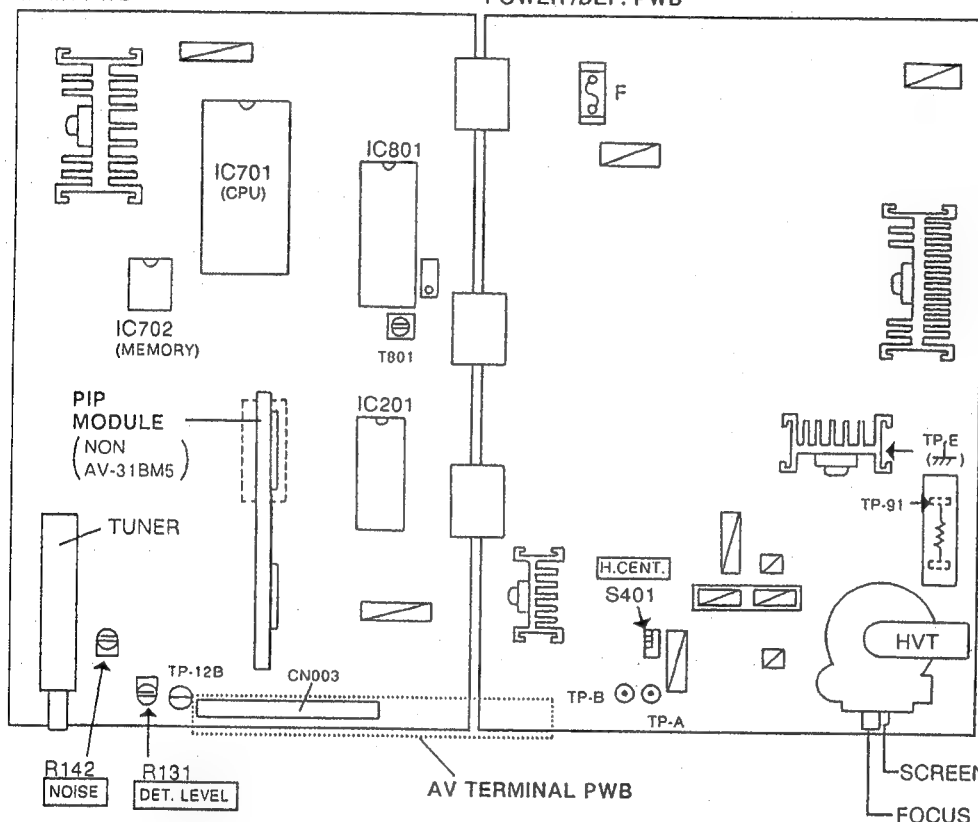 POWER/DEF. PWB
F
IC801
IC701
(CPU)
IC702
(MEMORY)
T801
PIP
MODULE
(NON
AV-31BM5)
IC201
TP-E
TP-91
TUNER
H.CENT.
S401
HVT
TP-12B
CN003
TP-B
TP-A
R142
NOISE
R131
DET. LEVEL
AV TERMINAL PWB
SCREEN
FOCUS